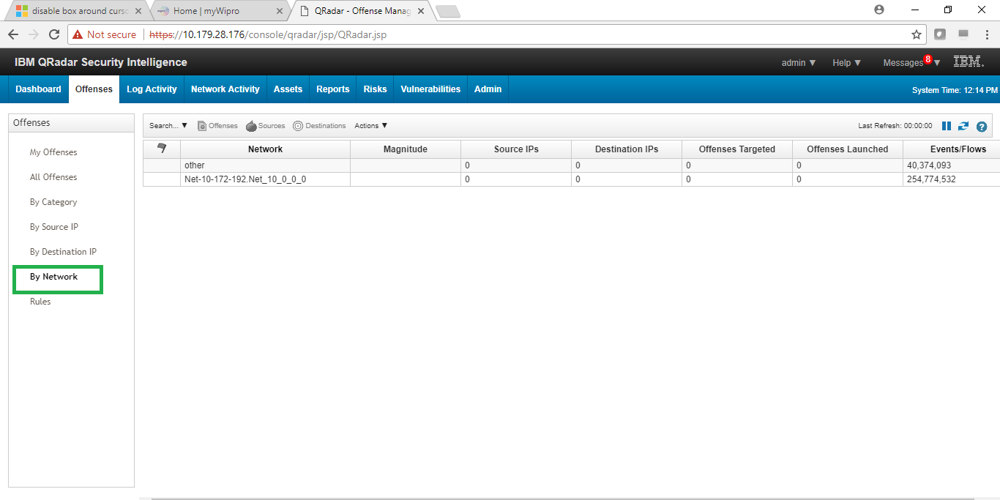 disable box around curso
Home | myWipro
QRadar - Offense Manag
Not secure https://10.179.28.176/console/qradar/jsp/QRadar.jsp
IBM QRadar Security Intelligence
admin ▼ Help ▼ Messages 8 ▼ IBM.
Dashboard Offenses Log Activity Network Activity Assets Reports Risks Vulnerabilities Admin
System Time: 12:14 PM
Offenses
My Offenses
All Offenses
By Category
By Source IP
By Destination IP
By Network
Rules
Search... ▼ Offenses Sources Destinations Actions ▼ Last Refresh: 00:00:00 ?
Network Magnitude Source IPs Destination IPs Offenses Targeted Offenses Launched Events/Flows
other 0 0 0 0 40,374,093
Net-10-172-192.Net_10_0_0_0 0 0 0 0 254,774,532